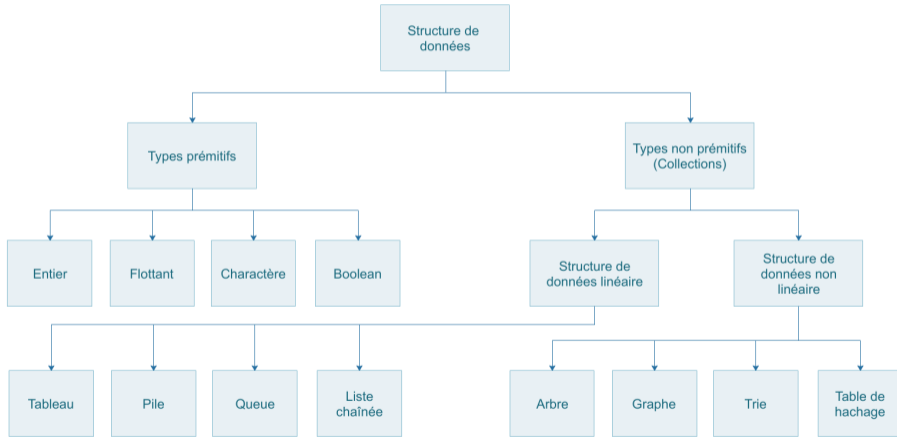 Structure de
données
Types prémitifs
Types non prémitifs
(Collections)
Entier
Flottant
Charactère
Boolean
Structure de
données linéaire
Structure de
données non
linéaire
Tableau
Pile
Queue
Liste
chaînée
Arbre
Graphe
Trie
Table de
hachage